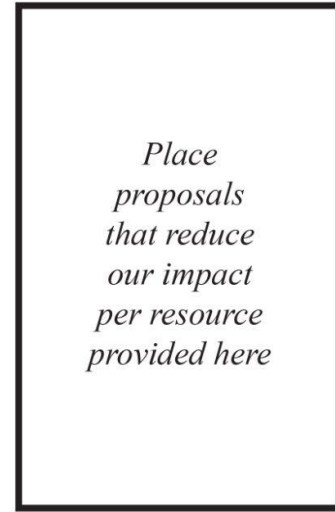 Place
proposals
that reduce
our impact
per resource
provided here